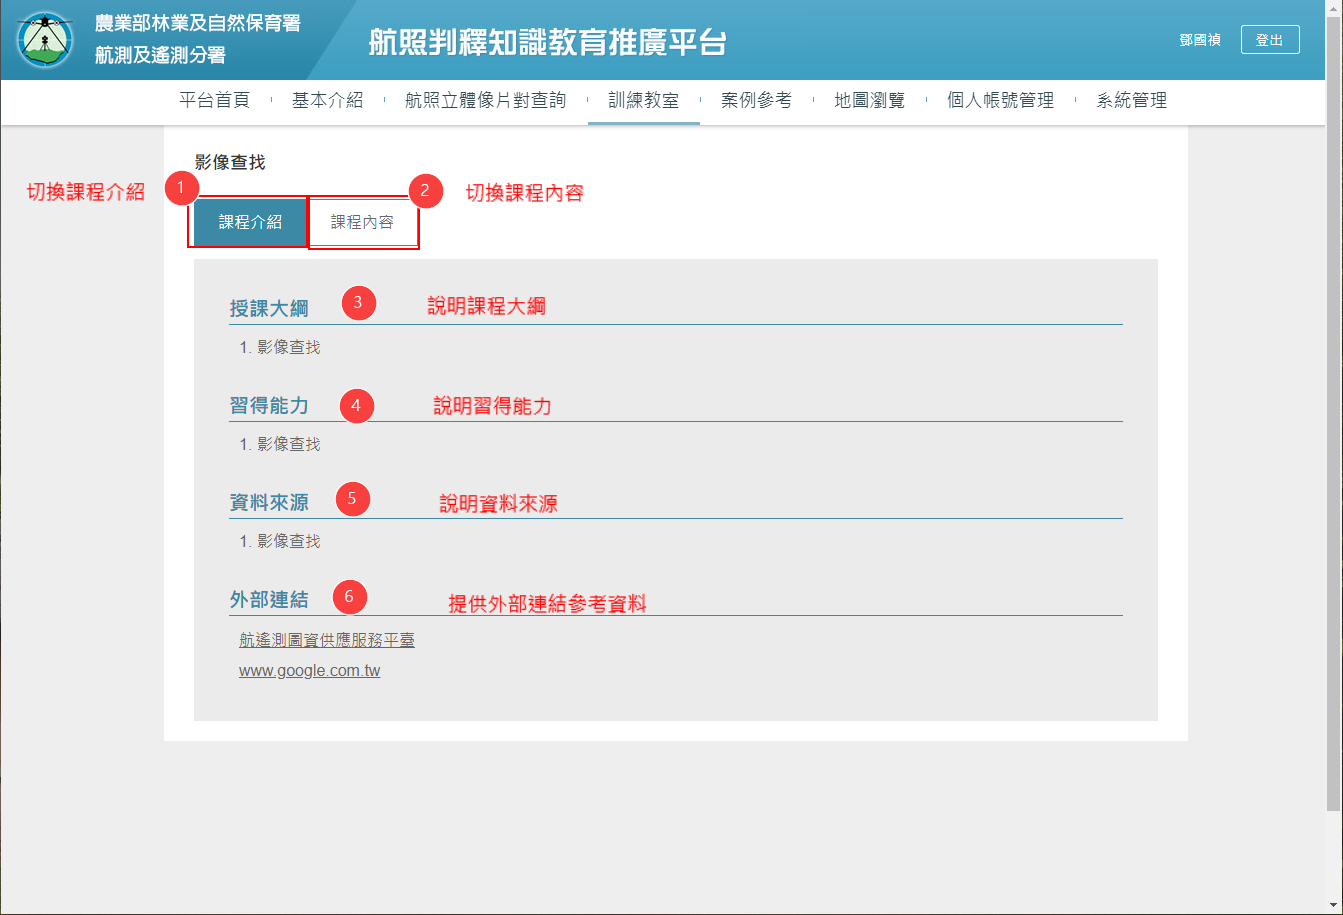 農業部林業及自然保育署
航測及遙測分署
航照判釋知識教育推廣平台
鄧國禎
登出
平台首頁
基本介紹
航照立體像片對查詢
訓練教室
案例參考
地圖瀏覽
個人帳號管理
系統管理
影像查找
切換課程介紹
1
2
切換課程內容
課程介紹
課程內容
授課大綱
3
說明課程大綱
1. 影像查找
習得能力
4
說明習得能力
1. 影像查找
資料來源
5
說明資料來源
1. 影像查找
外部連結
6
提供外部連結參考資料
航遙測圖資供應服務平臺
www.google.com.tw